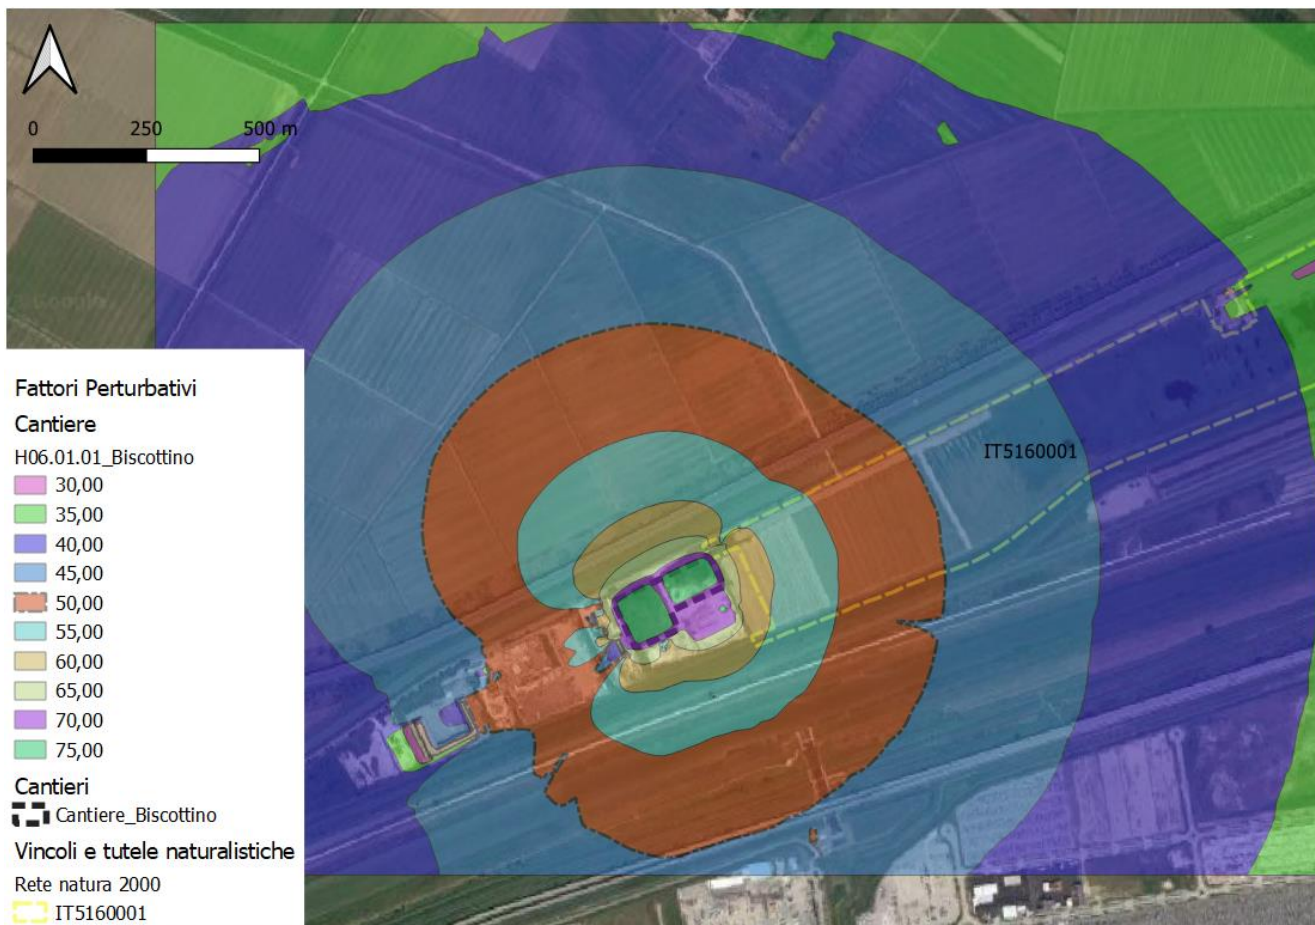 0 250 500 m
IT5160001
Fattori Perturbativi
Cantiere
H06.01.01_Biscottino
30,00
35,00
40,00
45,00
50,00
55,00
60,00
65,00
70,00
75,00
Cantieri
Cantiere_Biscottino
Vincoli e tutele naturalistiche
Rete natura 2000
IT5160001